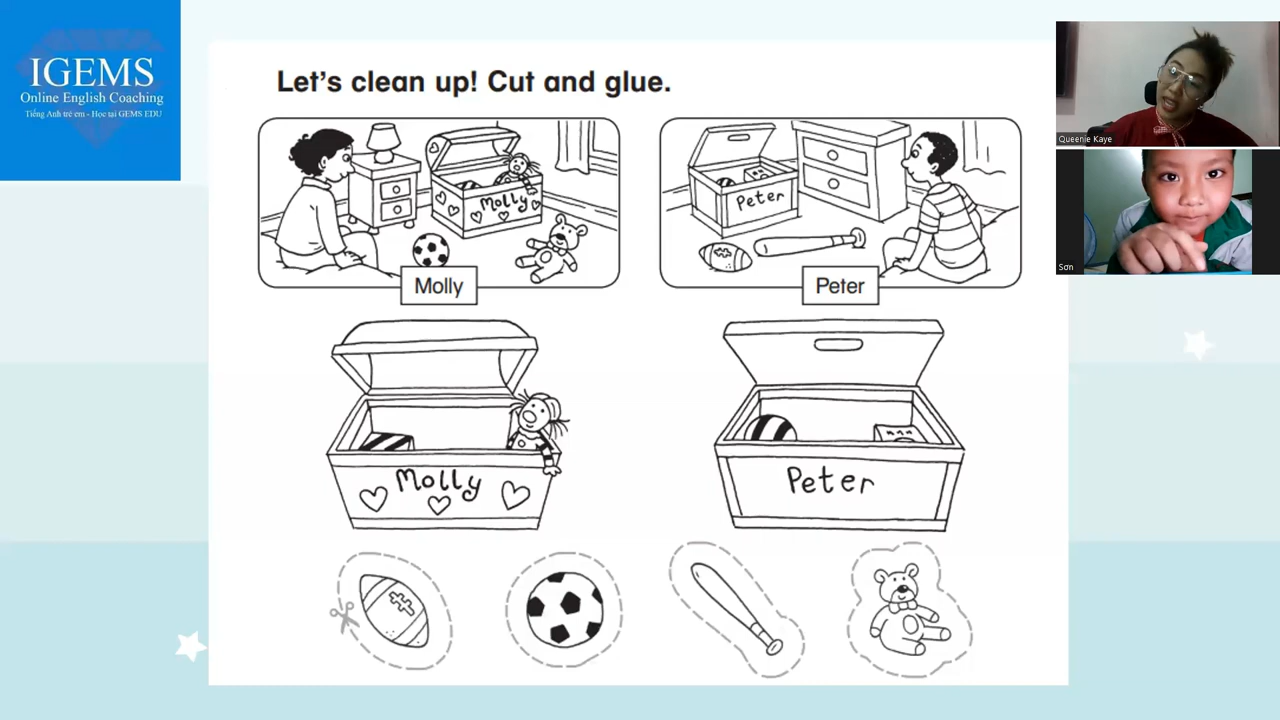 IGEMS
Online English Coaching
Tiếng Anh trẻ em - Học tại GEMS EDU
Let's clean up! Cut and glue.
Molly
Peter
Molly
Peter
Molly
Peter
Queenie Kaye
Sơn